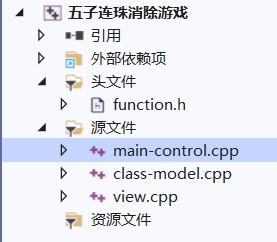 五子连珠消除游戏
引用
外部依赖项
头文件
function.h
源文件
main-control.cpp
class-model.cpp
view.cpp
资源文件